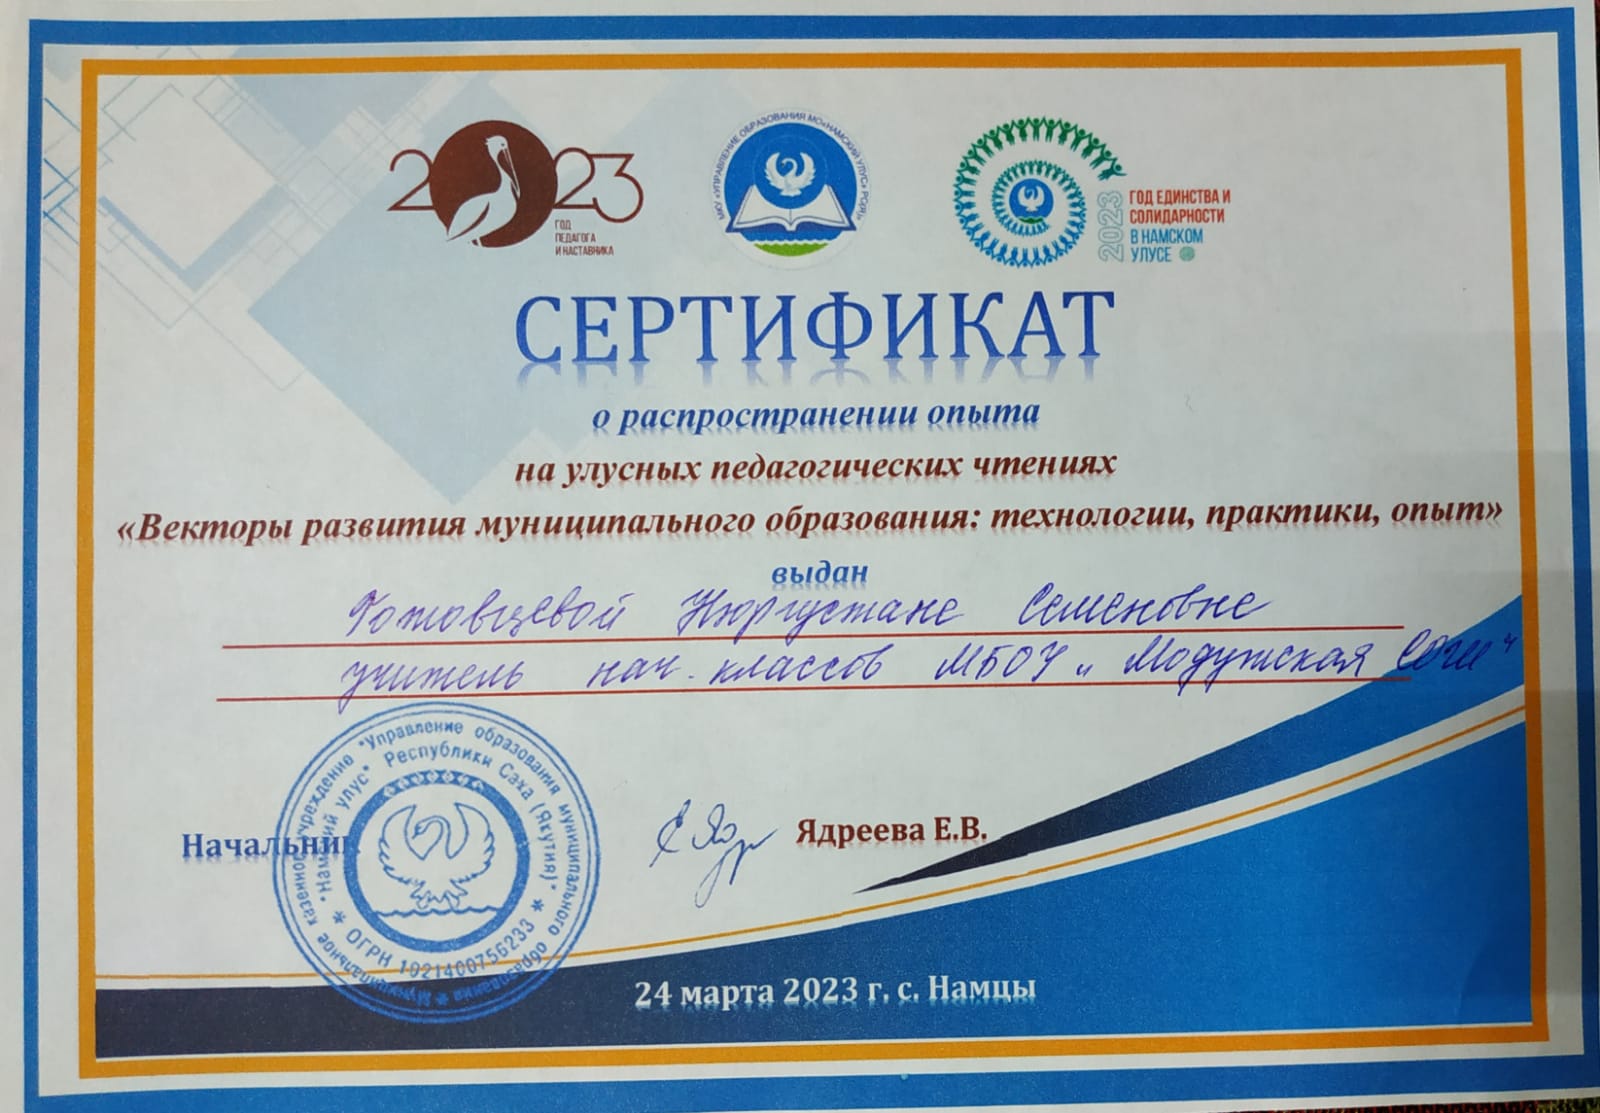 2023
ГОД
ПЕДАГОГА
И НАСТАВНИКА
МКУ «УПРАВЛЕНИЕ ОБРАЗОВАНИЯ МО «НАМСКИЙ УЛУС» РС(Я)»
2023
ГОД ЕДИНСТВА И
СОЛИДАРНОСТИ
В НАМСКОМ
УЛУСЕ
СЕРТИФИКАТ
о распространении опыта
на улусных педагогических чтениях
«Векторы развития муниципального образования: технологии, практики, опыт»
выдан
Готовцевой Нюргустане Семеновне
учитель нач. классов МБОУ "Модутская СОШ"
Начальник
Ядреева Е.В.
Муниципальное казенное учреждение "Управление образования муниципального образования
"Намский улус" Республики Саха (Якутия)"
ОГРН 1021400756233
24 марта 2023 г. с. Намцы